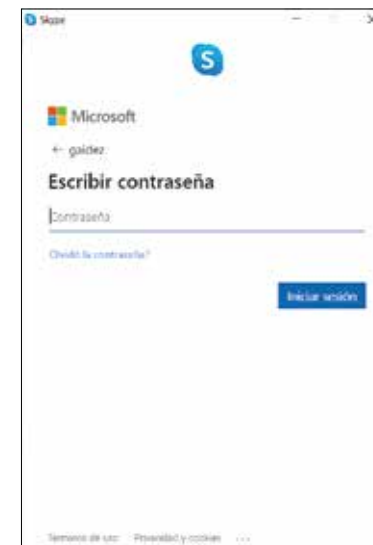 Skype
Microsoft
← gaidez
Escribir contraseña
Contraseña
Olvidó la contraseña?
Iniciar sesión
Términos de uso Privacidad y cookies ...